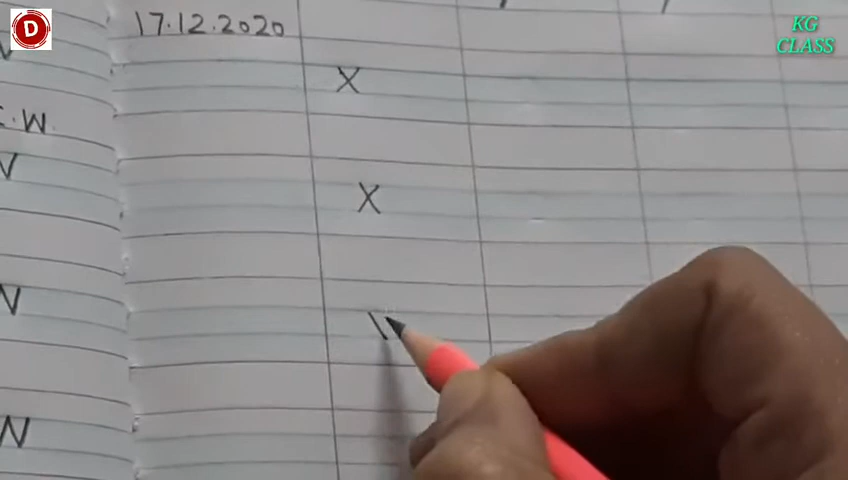 D
KG
CLASS
17.12.2020
X
.W.
X
N
N